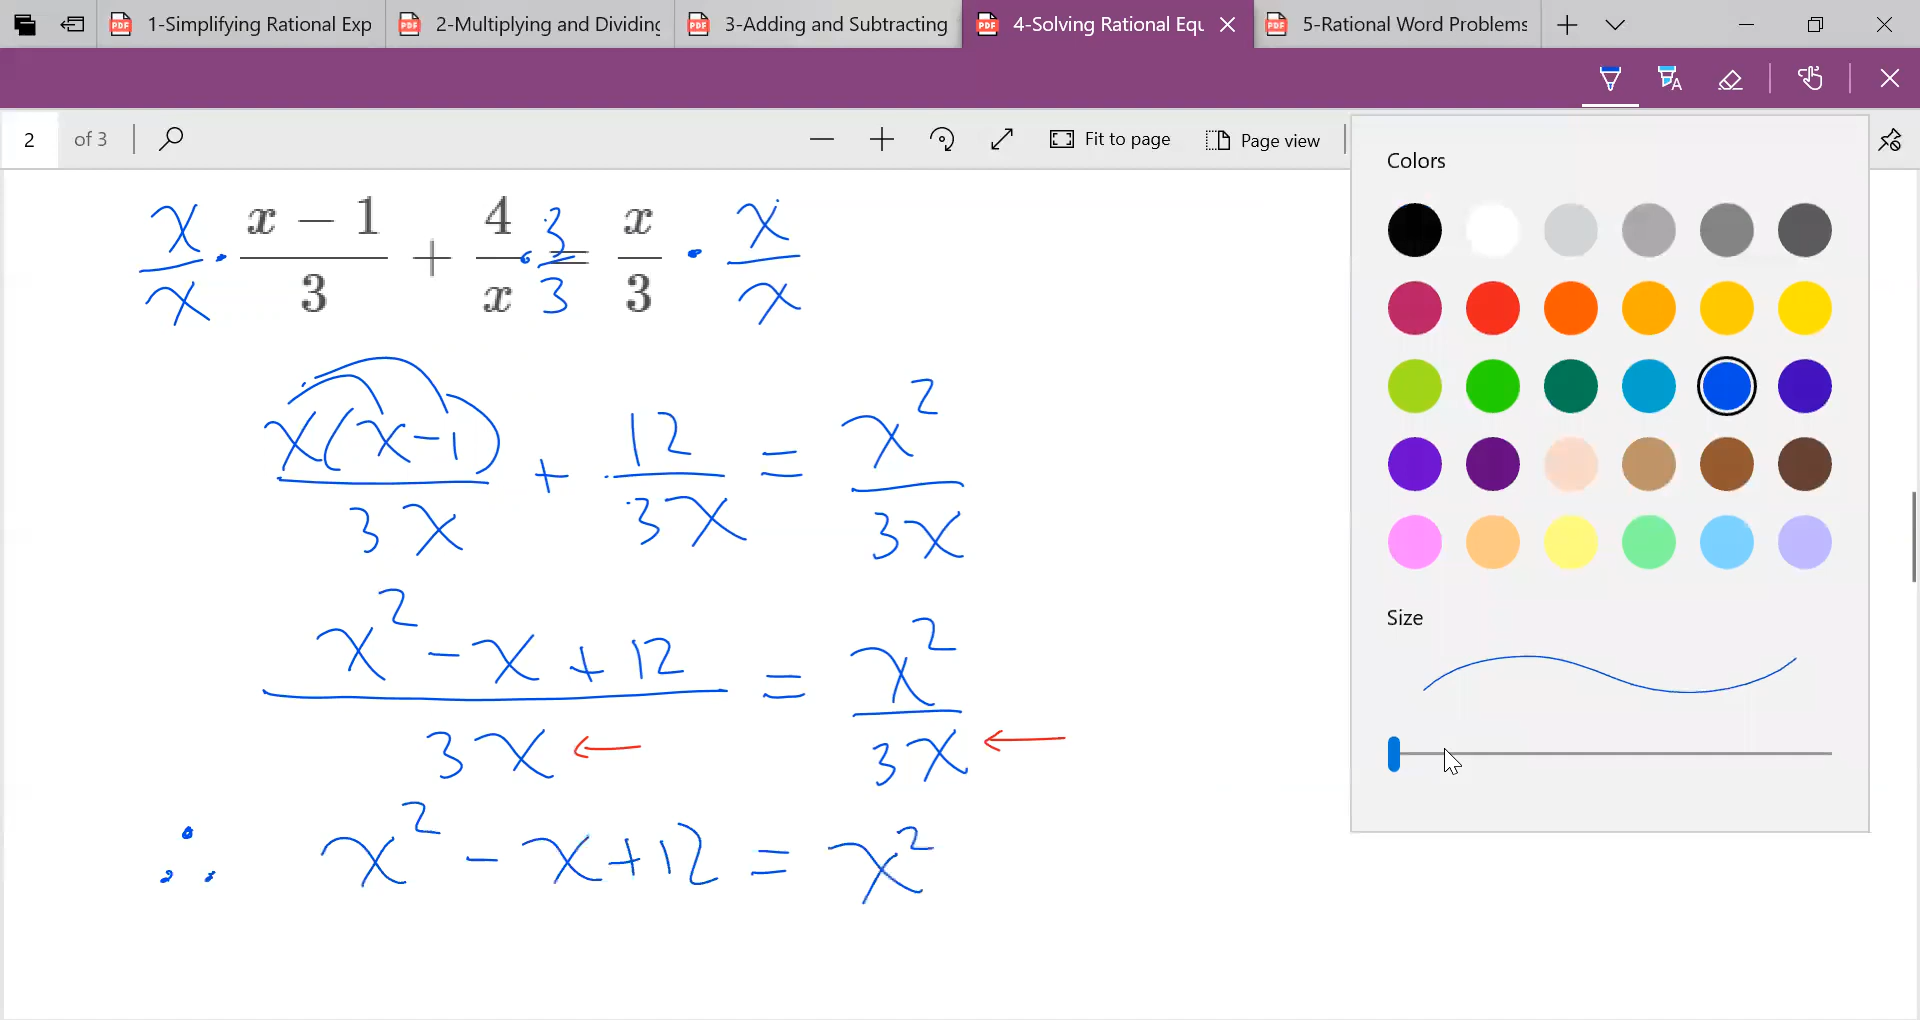 1-Simplifying Rational Exp 2-Multiplying and Dividing 3-Adding and Subtracting 4-Solving Rational Equ 5-Rational Word Problems
2 of 3 Fit to page Page view
x/x · (x − 1)/3 + 4/x · 3/3 = x/3 · x/x
x(x-1)/3x + 12/3x = x²/3x
(x² - x + 12)/3x = x²/3x
∴ x² - x + 12 = x²
Colors
Size